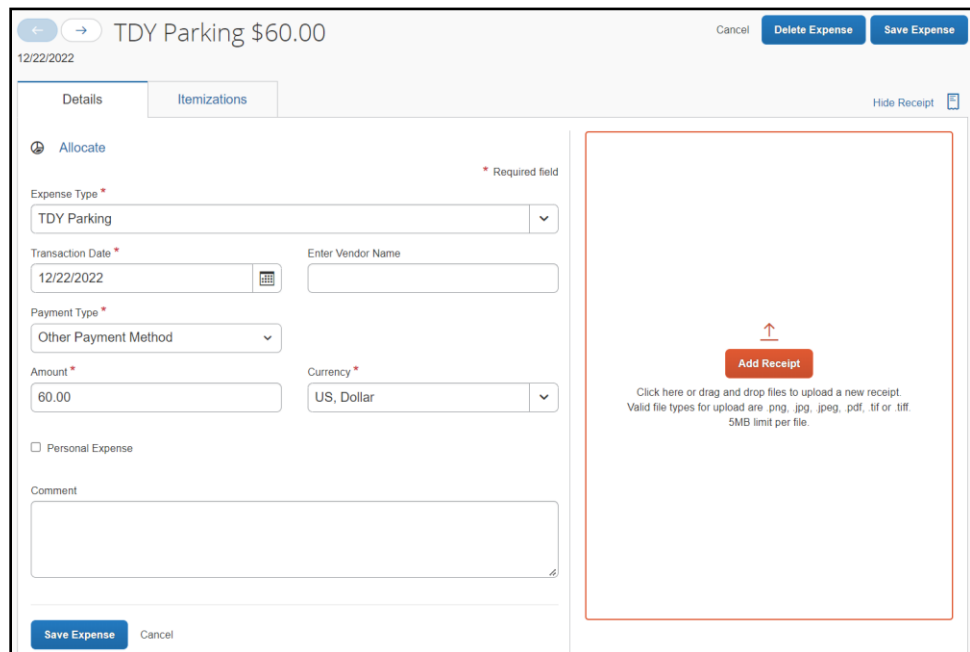 TDY Parking $60.00
Cancel
Delete Expense
Save Expense
12/22/2022
Details
Itemizations
Hide Receipt
Allocate
* Required field
Expense Type *
TDY Parking
Transaction Date *
Enter Vendor Name
12/22/2022
Payment Type *
Other Payment Method
Amount *
Currency *
60.00
US, Dollar
Personal Expense
Comment
Save Expense
Cancel
Add Receipt
Click here or drag and drop files to upload a new receipt.
Valid file types for upload are .png, .jpg, .jpeg, .pdf, .tif or .tiff.
5MB limit per file.